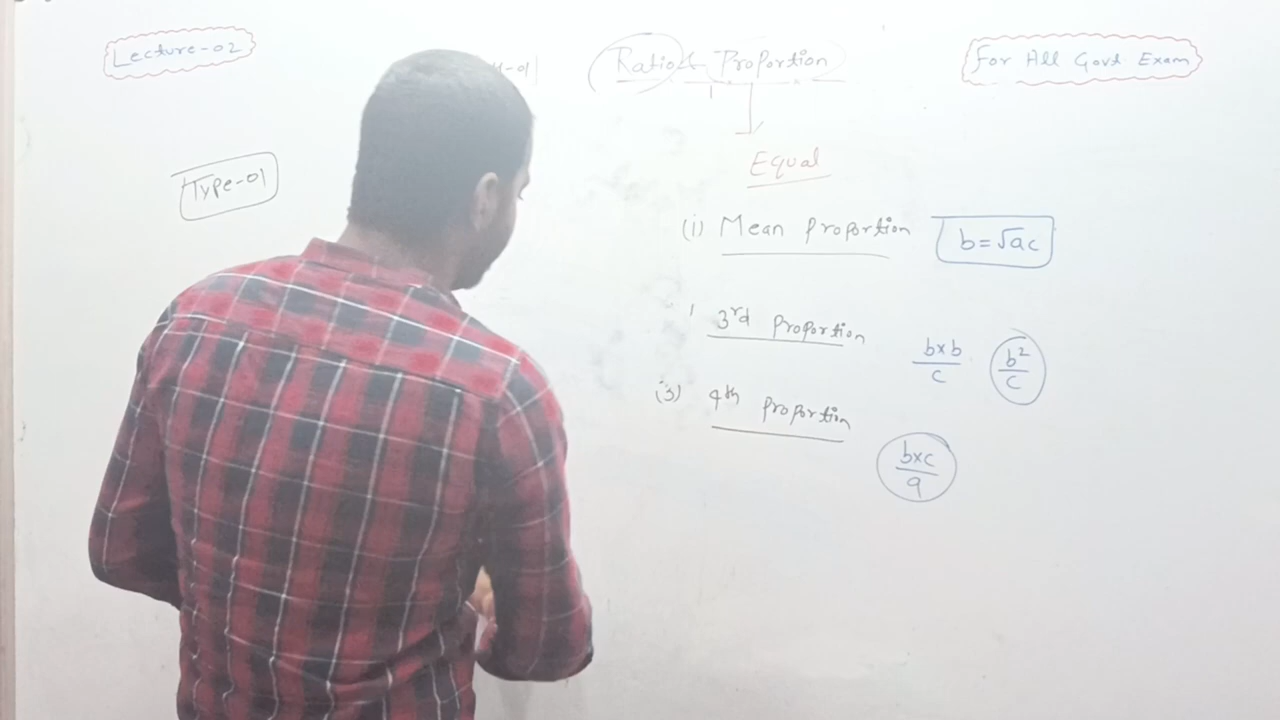 Lecture-02
-01
Ratio & Proportion
For All Govt Exam
Type-01
Equal
(i) Mean proportion b=√ac
3rd proportion b×b/c b²/c
(3) 4th proportion
b×c/a